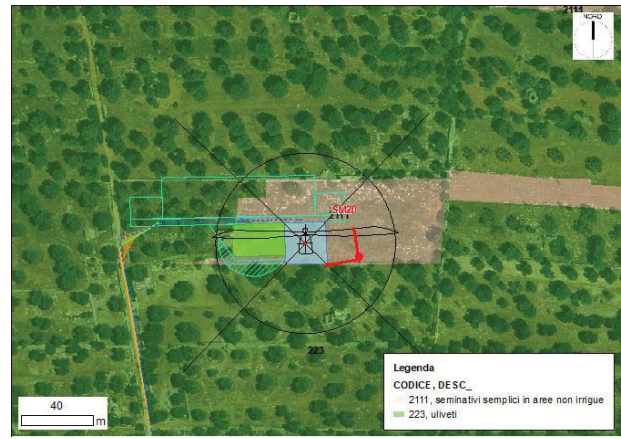 2111
NORD
SM20
2111
223
Legenda
CODICE, DESC_
2111, seminativi semplici in aree non irrigue
223, uliveti
40
m